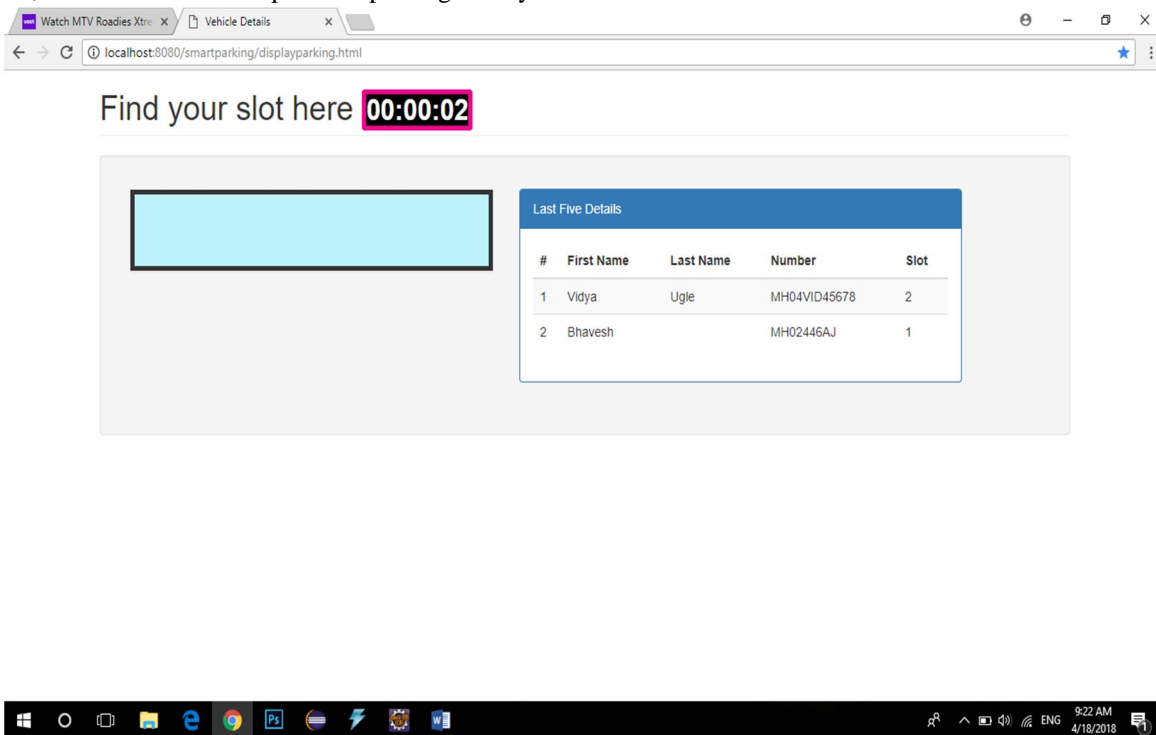 Watch MTV Roadies Xtre
Vehicle Details
localhost:8080/smartparking/displayparking.html
Find your slot here 00:00:02
Last Five Details
# First Name Last Name Number Slot
1 Vidya Ugle MH04VID45678 2
2 Bhavesh MH02446AJ 1
ENG
9:22 AM
4/18/2018